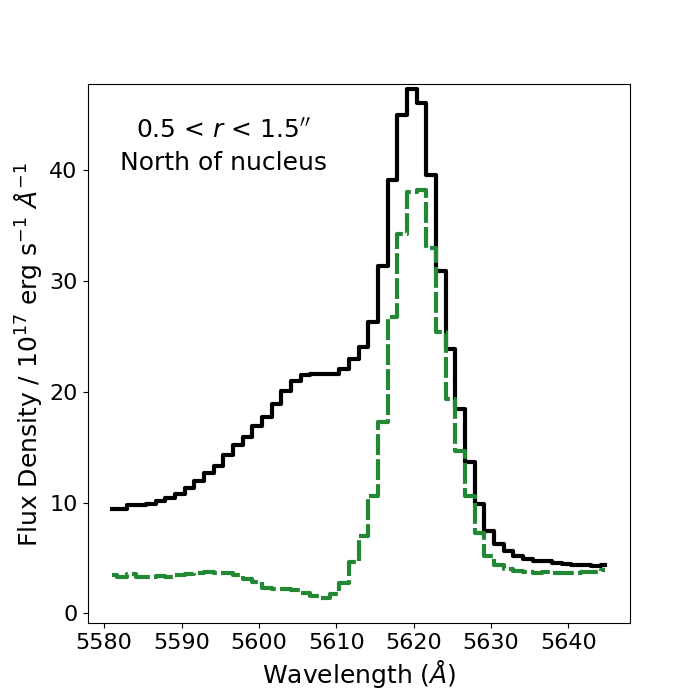 0.5 < r < 1.5″
North of nucleus
40
30
20
10
0
Flux Density / 10¹⁷ erg s⁻¹ Å⁻¹
5580 5590 5600 5610 5620 5630 5640
Wavelength (Å)